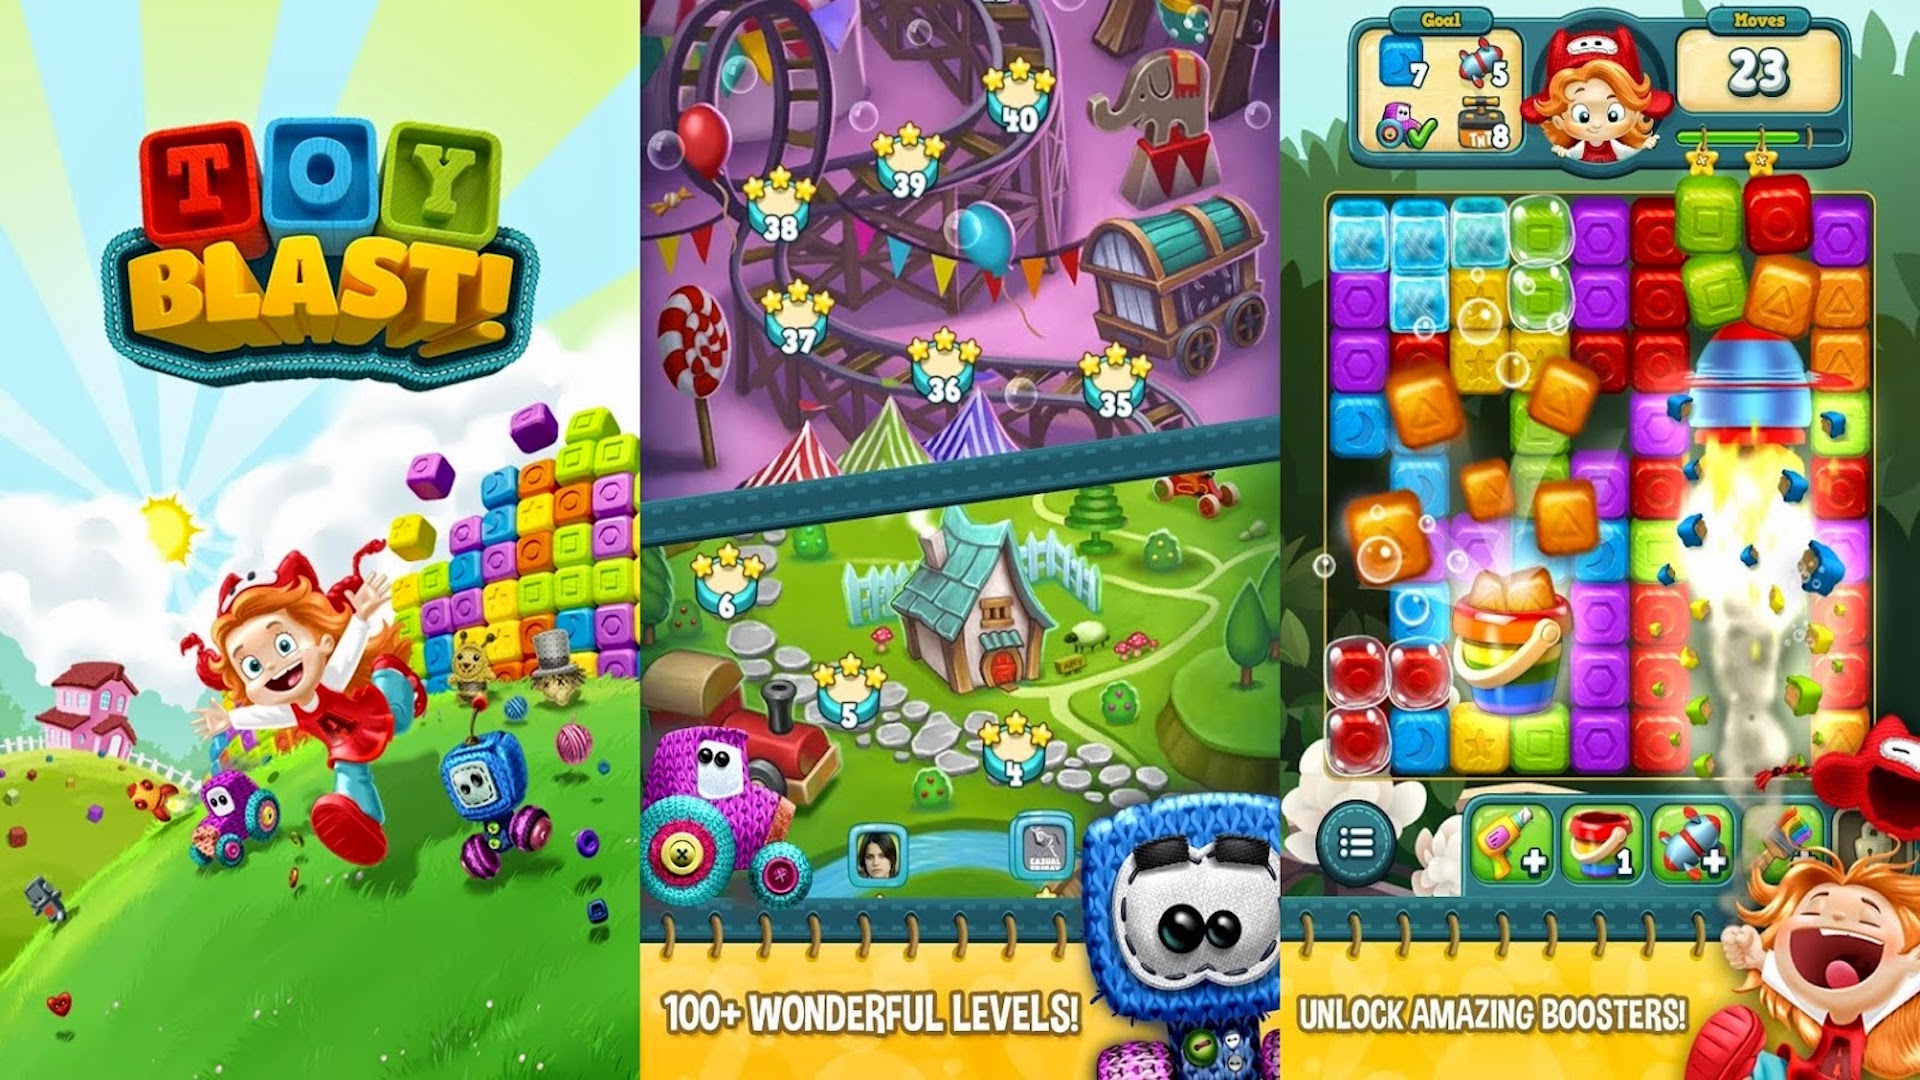 TOY
BLAST!
40
39
38
37
36
35
6
5
4
CASUAL
100+ WONDERFUL LEVELS!
Goal
Moves
7
5
23
TNT
8
+
1
+
UNLOCK AMAZING BOOSTERS!